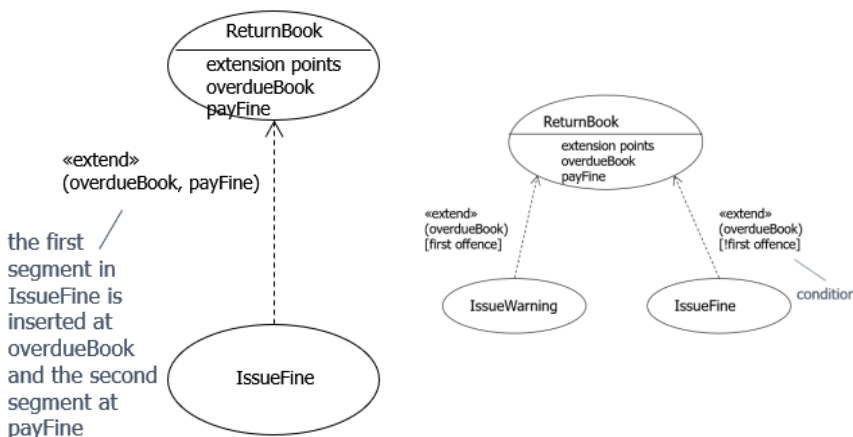 ReturnBook
extension points
overdueBook
payFine
«extend»
(overdueBook, payFine)
the first
segment in
IssueFine is
inserted at
overdueBook
and the second
segment at
payFine
IssueFine
ReturnBook
extension points
overdueBook
payFine
«extend»
(overdueBook)
[first offence]
«extend»
(overdueBook)
[!first offence]
condition
IssueWarning
IssueFine